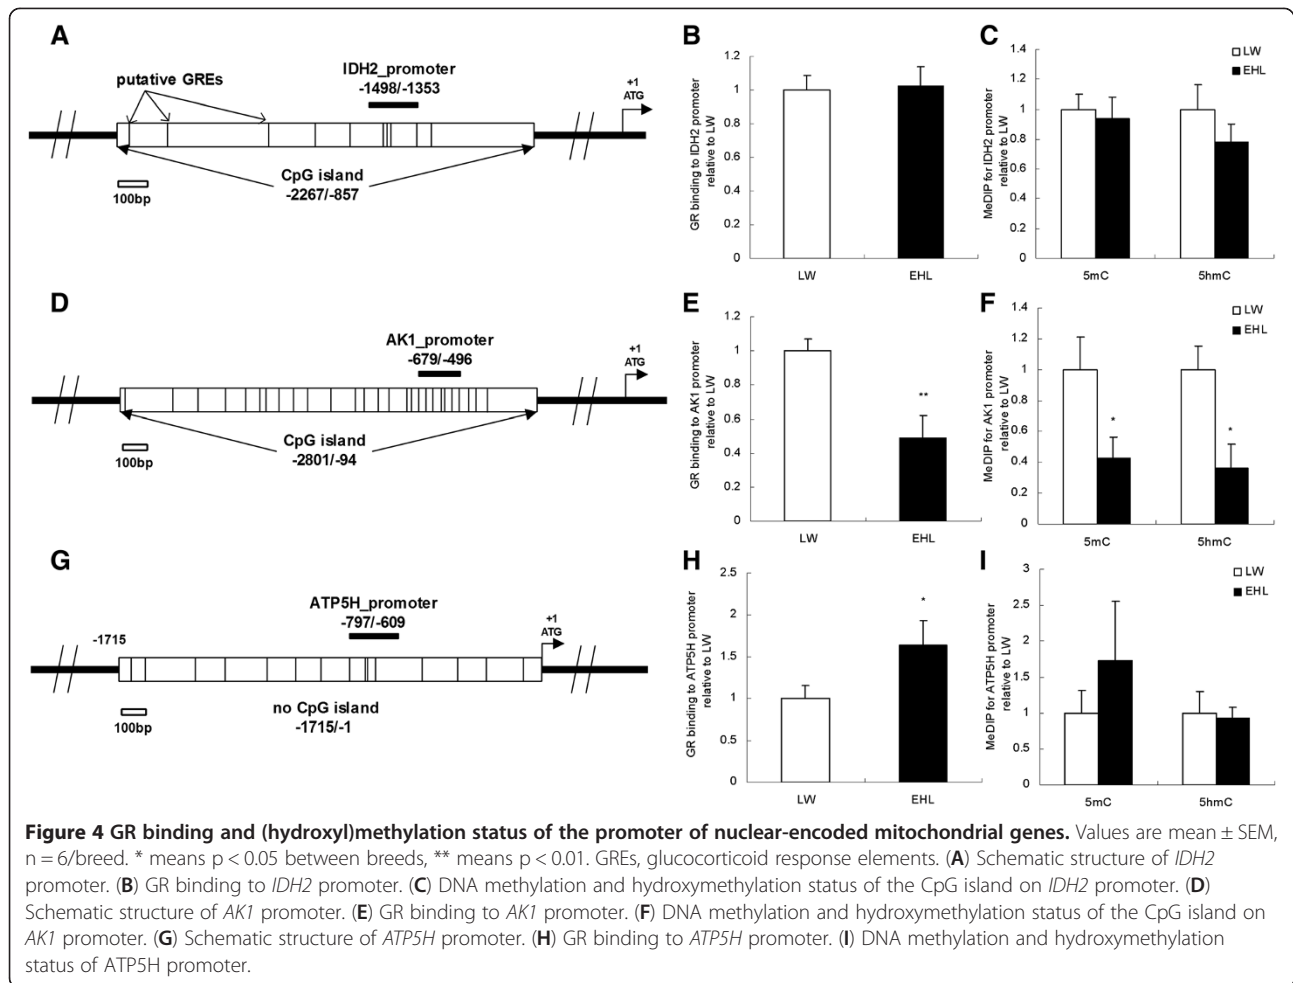 A
putative GREs
IDH2_promoter
-1498/-1353
+1
ATG
CpG island
-2267/-857
100bp
B
GR binding to IDH2 promoter
relative to LW
1.2
1
0.8
0.6
0.4
0.2
0
LW
EHL
C
MeDIP for IDH2 promoter
relative to LW
1.4
1.2
1
0.8
0.6
0.4
0.2
0
LW
EHL
5mC
5hmC
D
AK1_promoter
-679/-496
+1
ATG
CpG island
-2801/-94
100bp
E
GR binding to AK1 promoter
relative to LW
1.2
1
0.8
0.6
0.4
0.2
0
**
LW
EHL
F
MeDIP for AK1 promoter
relative to LW
1.4
1.2
1
0.8
0.6
0.4
0.2
0
LW
EHL
*
*
5mC
5hmC
G
ATP5H_promoter
-797/-609
-1715
+1
ATG
no CpG island
-1715/-1
100bp
H
GR binding to ATP5H promoter
relative to LW
2.5
2
1.5
1
0.5
0
*
LW
EHL
I
MeDIP for ATP5H promoter
relative to LW
3
2.5
2
1.5
1
0.5
0
LW
EHL
5mC
5hmC
Figure 4 GR binding and (hydroxyl)methylation status of the promoter of nuclear-encoded mitochondrial genes. Values are mean ± SEM,
n = 6/breed. * means p < 0.05 between breeds, ** means p < 0.01. GREs, glucocorticoid response elements. (A) Schematic structure of IDH2
promoter. (B) GR binding to IDH2 promoter. (C) DNA methylation and hydroxymethylation status of the CpG island on IDH2 promoter. (D)
Schematic structure of AK1 promoter. (E) GR binding to AK1 promoter. (F) DNA methylation and hydroxymethylation status of the CpG island on
AK1 promoter. (G) Schematic structure of ATP5H promoter. (H) GR binding to ATP5H promoter. (I) DNA methylation and hydroxymethylation
status of ATP5H promoter.